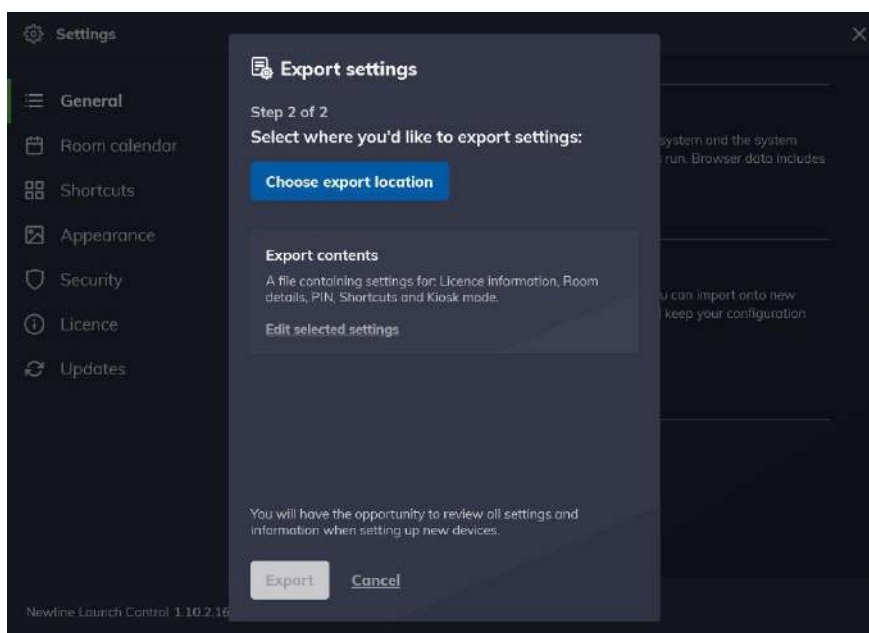 Settings
General
Room calendar
Shortcuts
Appearance
Security
Licence
Updates
Newline Launch Control 1.10.2.16
Export settings
Step 2 of 2
Select where you'd like to export settings:
Choose export location
Export contents
A file containing settings for: Licence information, Room
details, PIN, Shortcuts and Kiosk mode.
Edit selected settings
You will have the opportunity to review all settings and
information when setting up new devices.
Export
Cancel
system and the system
run. Browser data includes
u can import onto new
keep your configuration